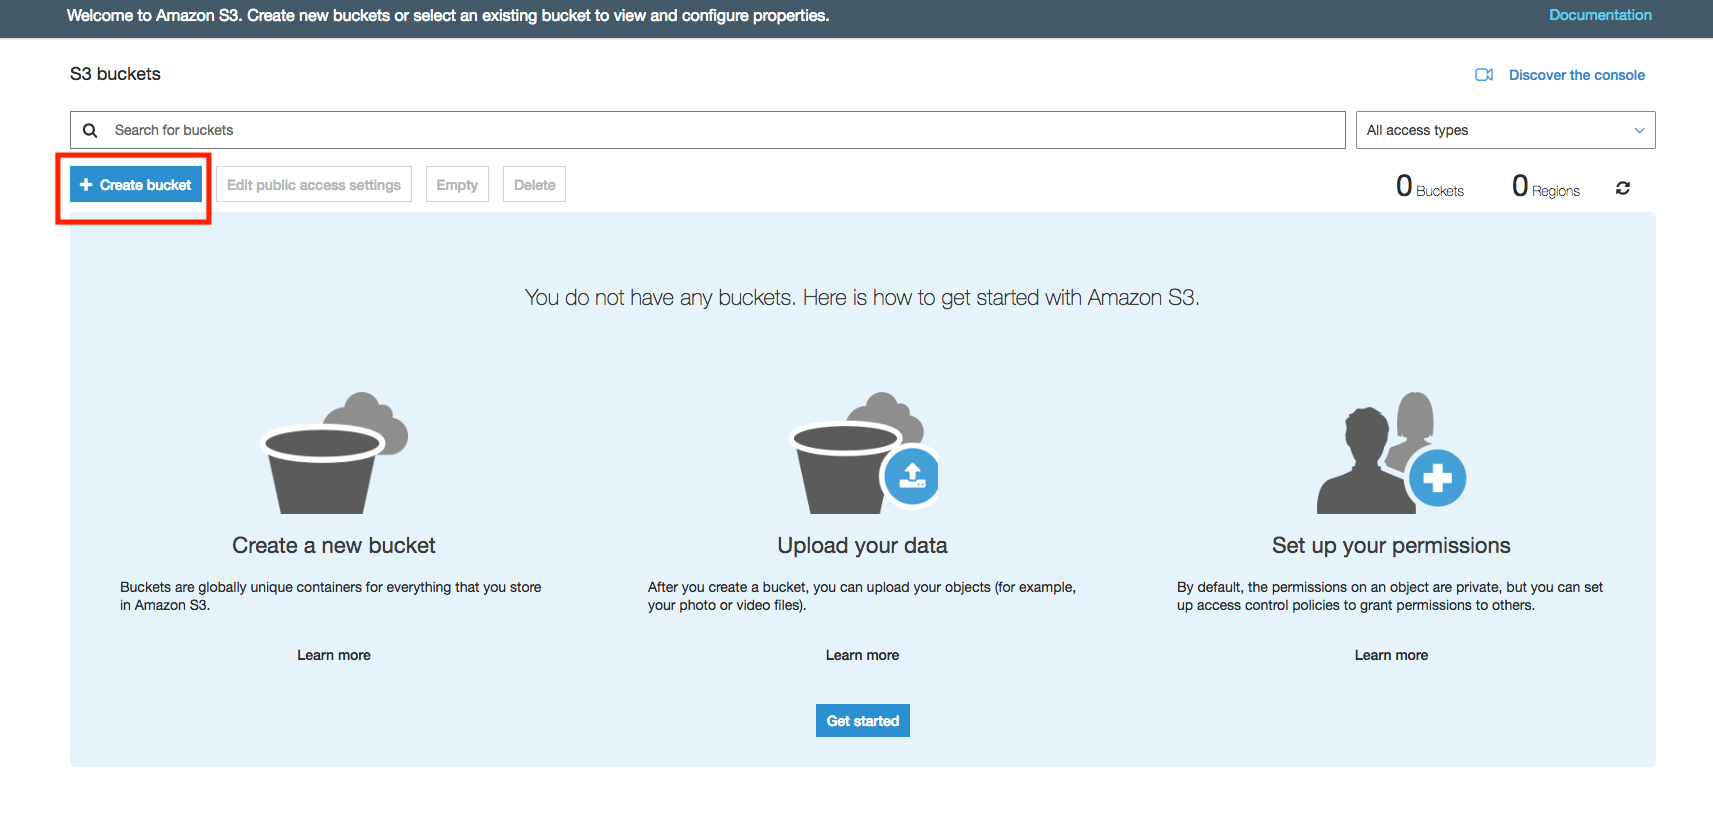 Welcome to Amazon S3. Create new buckets or select an existing bucket to view and configure properties.
Documentation
S3 buckets
Discover the console
Search for buckets
All access types
Create bucket
Edit public access settings
Empty
Delete
0 Buckets
0 Regions
You do not have any buckets. Here is how to get started with Amazon S3.
Create a new bucket
Buckets are globally unique containers for everything that you store
in Amazon S3.
Learn more
Upload your data
After you create a bucket, you can upload your objects (for example,
your photo or video files).
Learn more
Set up your permissions
By default, the permissions on an object are private, but you can set
up access control policies to grant permissions to others.
Learn more
Get started